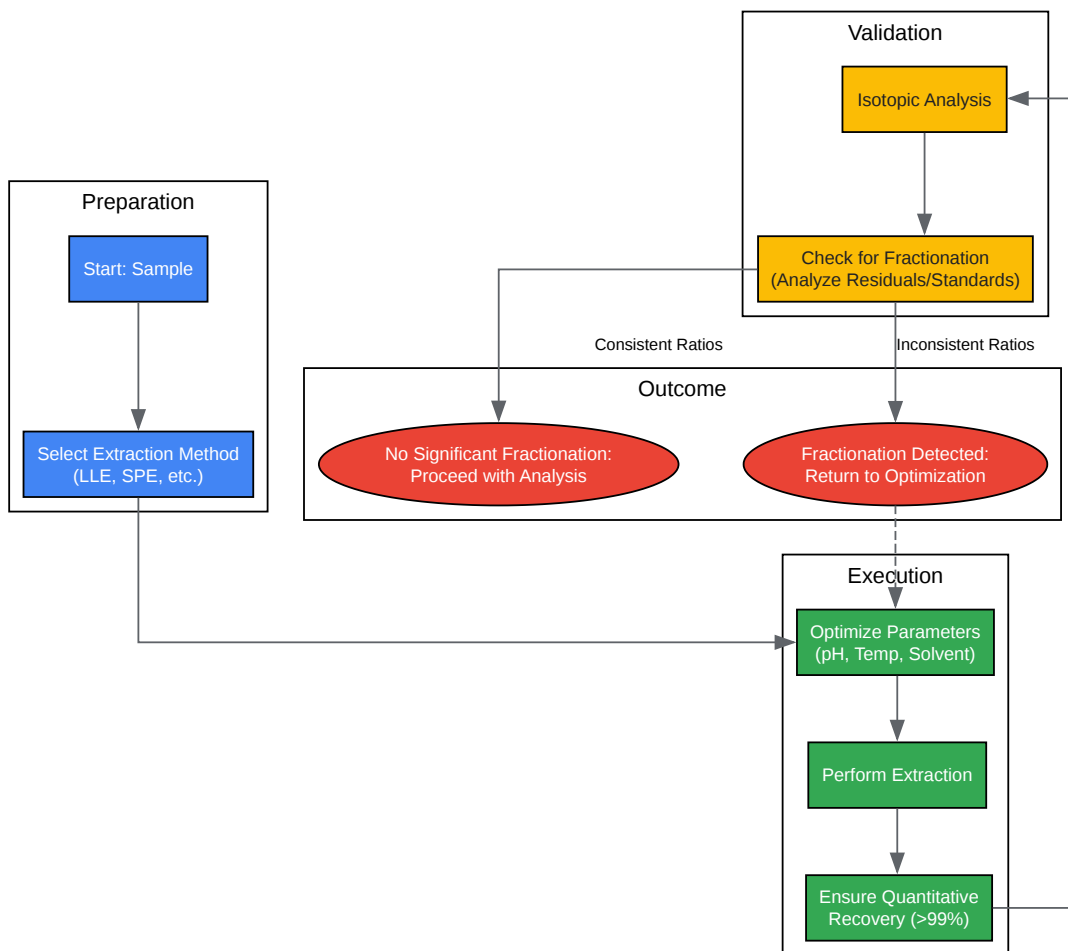 Validation
Isotopic Analysis
Check for Fractionation
(Analyze Residuals/Standards)
Preparation
Start: Sample
Select Extraction Method
(LLE, SPE, etc.)
Consistent Ratios
Inconsistent Ratios
Outcome
No Significant Fractionation:
Proceed with Analysis
Fractionation Detected:
Return to Optimization
Execution
Optimize Parameters
(pH, Temp, Solvent)
Perform Extraction
Ensure Quantitative
Recovery (>99%)